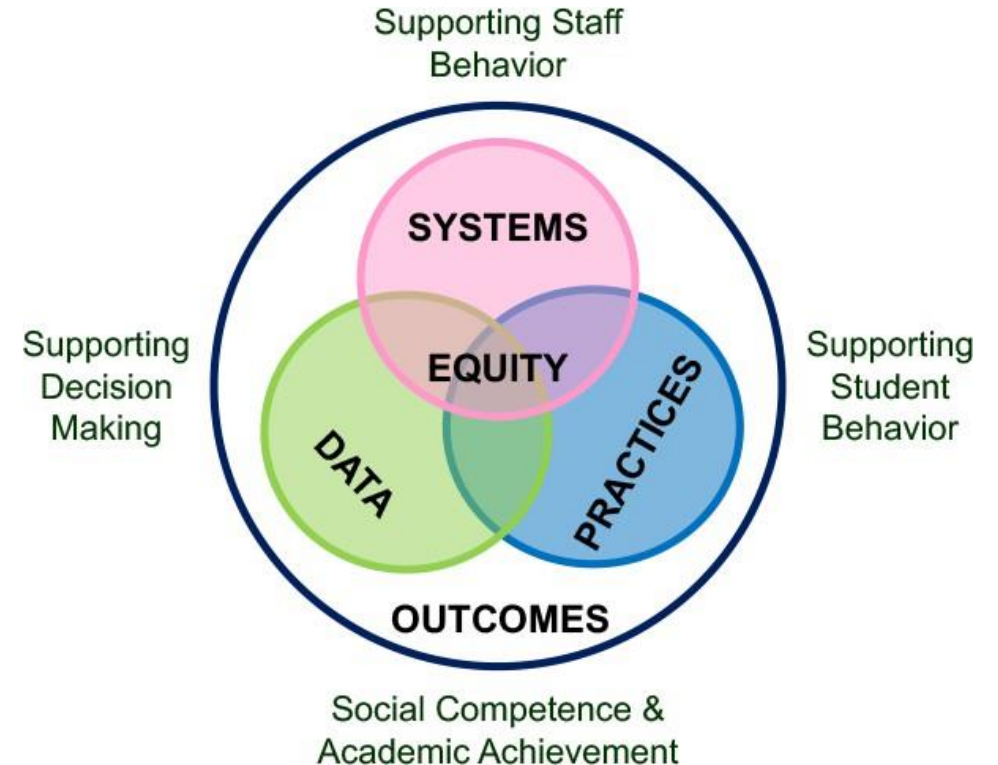 Supporting Staff
Behavior
SYSTEMS
Supporting
Decision
Making
EQUITY
Supporting
Student
Behavior
DATA
PRACTICES
OUTCOMES
Social Competence &
Academic Achievement